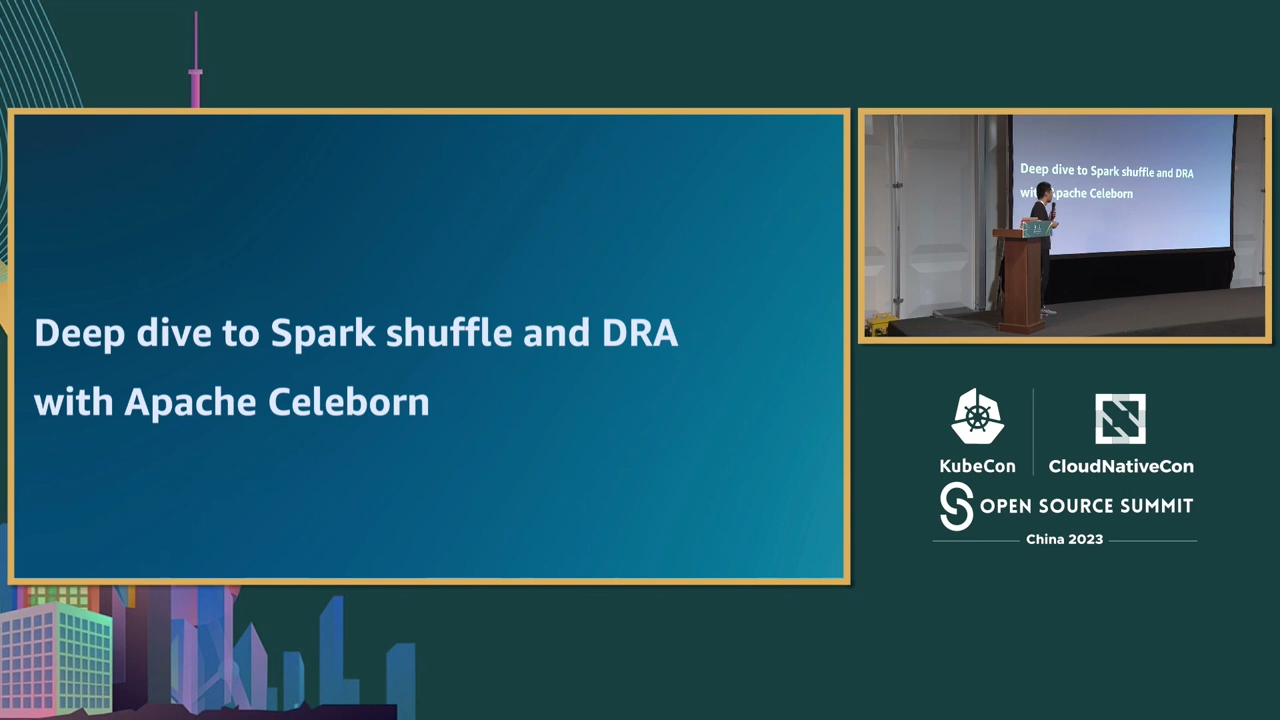 Deep dive to Spark shuffle and DRA
with Apache Celeborn
Deep dive to Spark shuffle and DRA
with Apache Celeborn
KubeCon
CloudNativeCon
OPEN SOURCE SUMMIT
China 2023